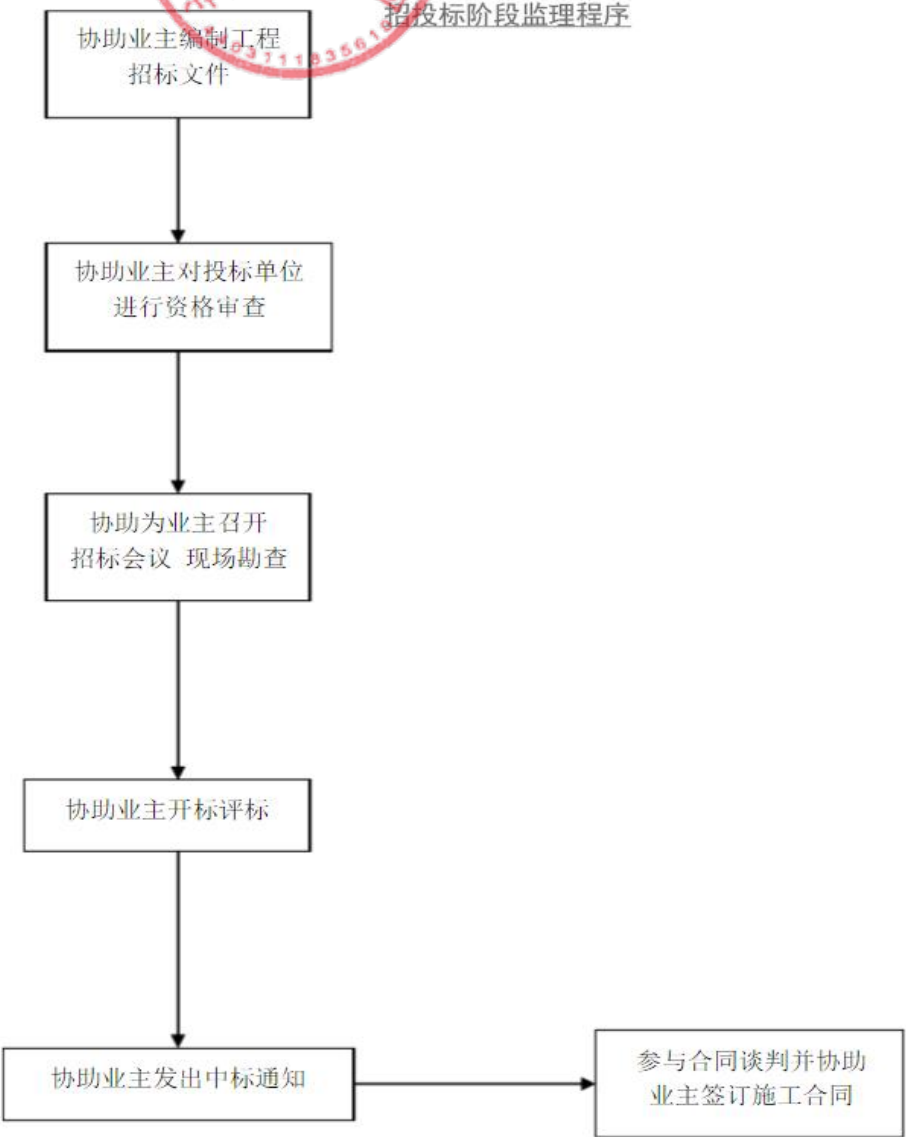 招投标阶段监理程序
协助业主编制工程
招标文件
协助业主对投标单位
进行资格审查
协助为业主召开
招标会议 现场勘查
协助业主开标评标
协助业主发出中标通知
参与合同谈判并协助
业主签订施工合同